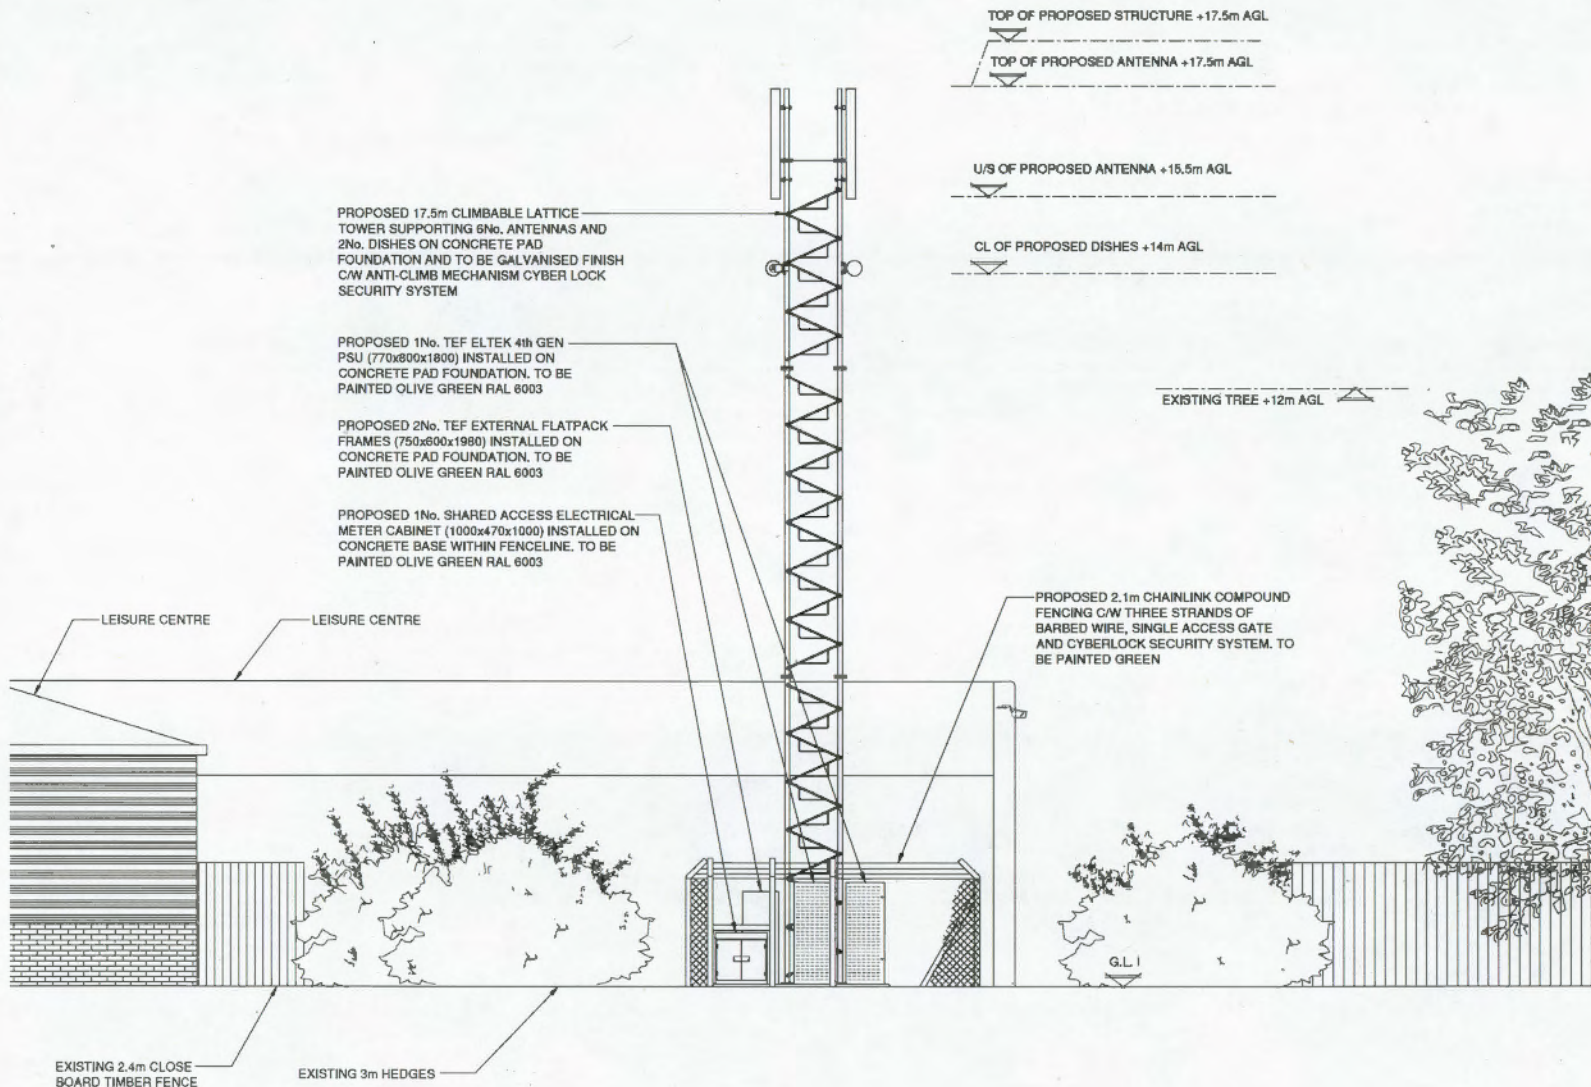 TOP OF PROPOSED STRUCTURE +17.5m AGL
TOP OF PROPOSED ANTENNA +17.5m AGL
U/S OF PROPOSED ANTENNA +15.5m AGL
CL OF PROPOSED DISHES +14m AGL
EXISTING TREE +12m AGL
PROPOSED 17.5m CLIMBABLE LATTICE
TOWER SUPPORTING 6No. ANTENNAS AND
2No. DISHES ON CONCRETE PAD
FOUNDATION AND TO BE GALVANISED FINISH
C/W ANTI-CLIMB MECHANISM CYBER LOCK
SECURITY SYSTEM
PROPOSED 1No. TEF ELTEK 4th GEN
PSU (770x800x1800) INSTALLED ON
CONCRETE PAD FOUNDATION. TO BE
PAINTED OLIVE GREEN RAL 6003
PROPOSED 2No. TEF EXTERNAL FLATPACK
FRAMES (750x600x1980) INSTALLED ON
CONCRETE PAD FOUNDATION. TO BE
PAINTED OLIVE GREEN RAL 6003
PROPOSED 1No. SHARED ACCESS ELECTRICAL
METER CABINET (1000x470x1000) INSTALLED ON
CONCRETE BASE WITHIN FENCELINE. TO BE
PAINTED OLIVE GREEN RAL 6003
PROPOSED 2.1m CHAINLINK COMPOUND
FENCING C/W THREE STRANDS OF
BARBED WIRE, SINGLE ACCESS GATE
AND CYBERLOCK SECURITY SYSTEM. TO
BE PAINTED GREEN
LEISURE CENTRE
LEISURE CENTRE
G.L
EXISTING 2.4m CLOSE
BOARD TIMBER FENCE
EXISTING 3m HEDGES